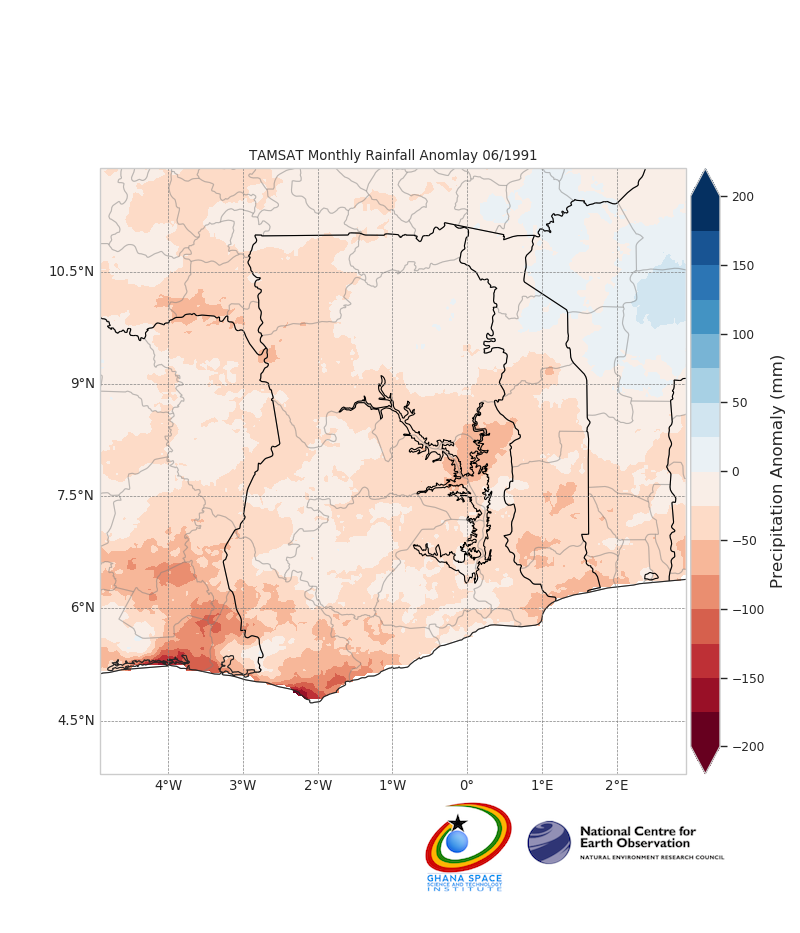 TAMSAT Monthly Rainfall Anomlay 06/1991
10.5°N
9°N
7.5°N
6°N
4.5°N
4°W 3°W 2°W 1°W 0° 1°E 2°E
200
150
100
50
0
−50
−100
−150
−200
Precipitation Anomaly (mm)
GHANA SPACE
SCIENCE AND TECHNOLOGY
INSTITUTE
National Centre for
Earth Observation
NATURAL ENVIRONMENT RESEARCH COUNCIL